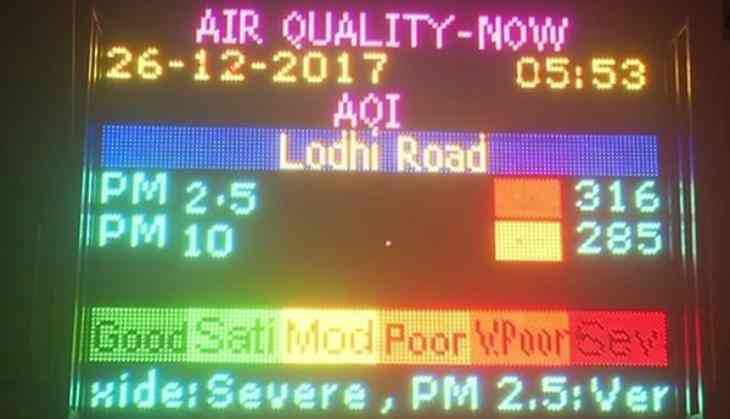 AIR QUALITY-NOW
26-12-2017 05:53
AQI
Lodhi Road
PM 2.5 316
PM 10 285
Good Sati Mod Poor V.Poor Sev
xide:Severe, PM 2.5:Ver